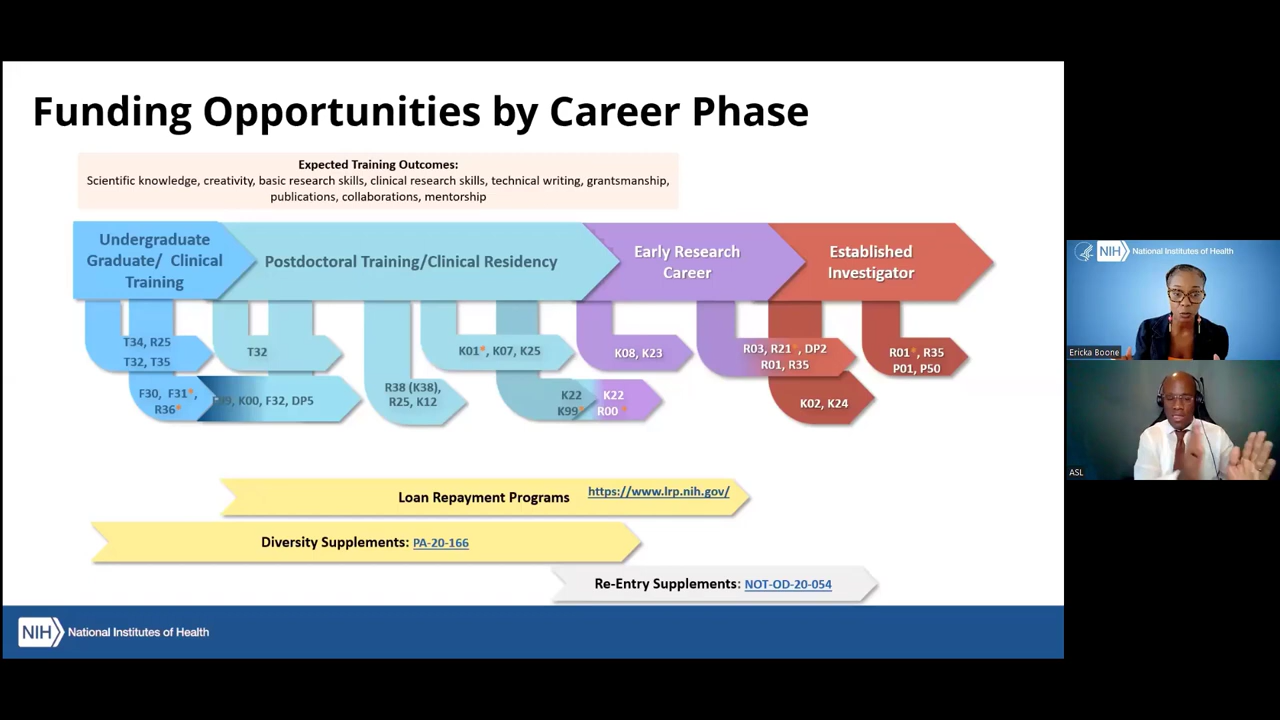 Funding Opportunities by Career Phase
Expected Training Outcomes:
Scientific knowledge, creativity, basic research skills, clinical research skills, technical writing, grantsmanship,
publications, collaborations, mentorship
Undergraduate
Graduate/ Clinical
Training
Postdoctoral Training/Clinical Residency
Early Research
Career
Established
Investigator
T34, R25
T32, T35
T32
K01*, K07, K25
K08, K23
R03, R21*, DP2
R01, R35
R01*, R35
P01, P50
F30, F31*,
R36*
K00, F32, DP5
R38 (K38),
R25, K12
K22
K99*
K22
R00*
K02, K24
Loan Repayment Programs https://www.lrp.nih.gov/
Diversity Supplements: PA-20-166
Re-Entry Supplements: NOT-OD-20-054
NIH National Institutes of Health
NIH National Institutes of Health
Ericka Boone
ASL